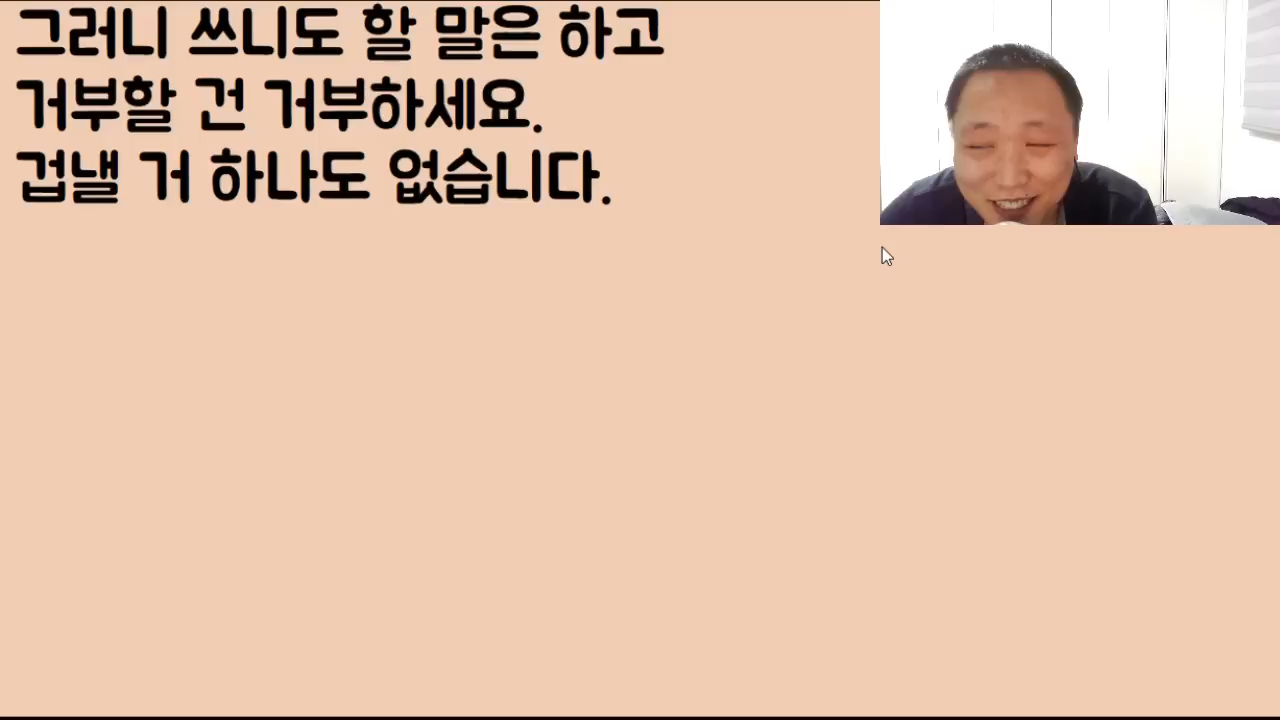 그러니 쓰니도 할 말은 하고
거부할 건 거부하세요.
겁낼 거 하나도 없습니다.